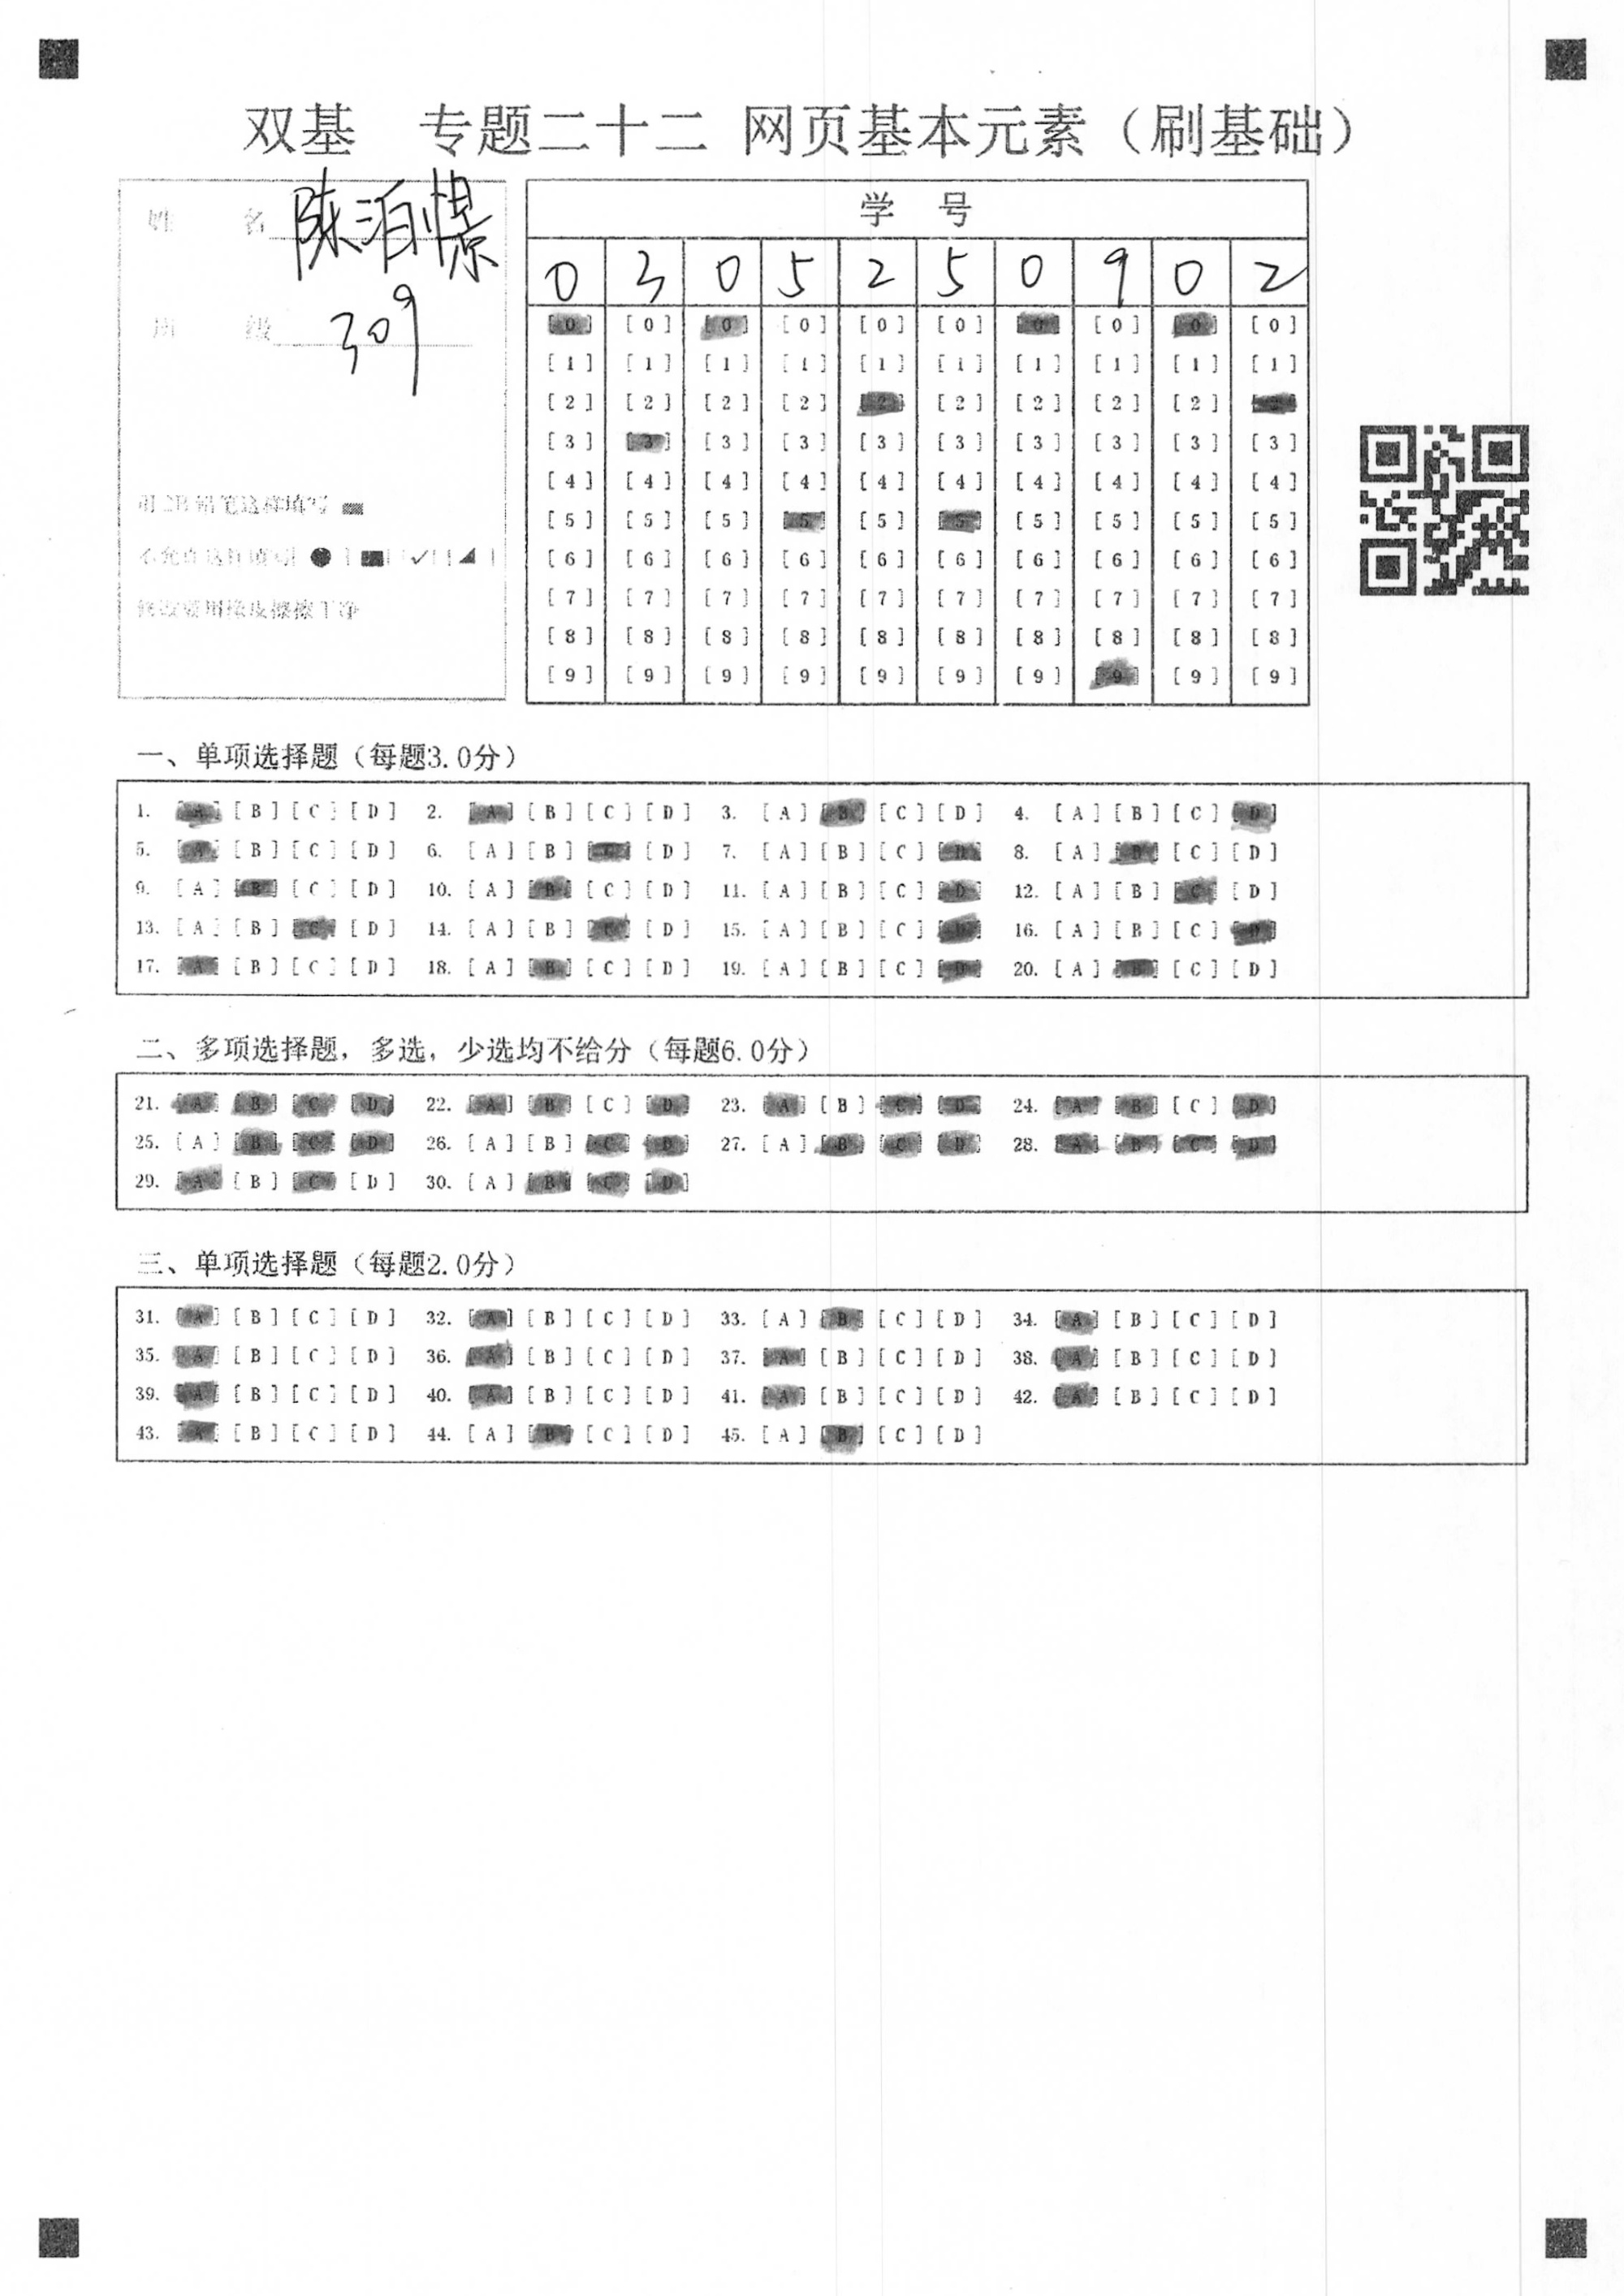 双基 专题二十二 网页基本元素（刷基础）
姓 名 陈泊憬
班 级 309
用2B铅笔这样填写
不允许这样填写
修改要用橡皮擦擦干净
学 号
0 3 0 5 2 5 0 9 0 2
[0] [0] [0] [0] [0] [0] [0] [0] [0] [0]
[1] [1] [1] [1] [1] [1] [1] [1] [1] [1]
[2] [2] [2] [2] [2] [2] [2] [2] [2] [2]
[3] [3] [3] [3] [3] [3] [3] [3] [3] [3]
[4] [4] [4] [4] [4] [4] [4] [4] [4] [4]
[5] [5] [5] [5] [5] [5] [5] [5] [5] [5]
[6] [6] [6] [6] [6] [6] [6] [6] [6] [6]
[7] [7] [7] [7] [7] [7] [7] [7] [7] [7]
[8] [8] [8] [8] [8] [8] [8] [8] [8] [8]
[9] [9] [9] [9] [9] [9] [9] [9] [9] [9]
一、单项选择题（每题3.0分）
1. [A] [B] [C] [D] 2. [A] [B] [C] [D] 3. [A] [B] [C] [D] 4. [A] [B] [C] [D]
5. [A] [B] [C] [D] 6. [A] [B] [C] [D] 7. [A] [B] [C] [D] 8. [A] [B] [C] [D]
9. [A] [B] [C] [D] 10. [A] [B] [C] [D] 11. [A] [B] [C] [D] 12. [A] [B] [C] [D]
13. [A] [B] [C] [D] 14. [A] [B] [C] [D] 15. [A] [B] [C] [D] 16. [A] [B] [C] [D]
17. [A] [B] [C] [D] 18. [A] [B] [C] [D] 19. [A] [B] [C] [D] 20. [A] [B] [C] [D]
二、多项选择题，多选，少选均不给分（每题6.0分）
21. [A] [B] [C] [D] 22. [A] [B] [C] [D] 23. [A] [B] [C] [D] 24. [A] [B] [C] [D]
25. [A] [B] [C] [D] 26. [A] [B] [C] [D] 27. [A] [B] [C] [D] 28. [A] [B] [C] [D]
29. [A] [B] [C] [D] 30. [A] [B] [C] [D]
三、单项选择题（每题2.0分）
31. [A] [B] [C] [D] 32. [A] [B] [C] [D] 33. [A] [B] [C] [D] 34. [A] [B] [C] [D]
35. [A] [B] [C] [D] 36. [A] [B] [C] [D] 37. [A] [B] [C] [D] 38. [A] [B] [C] [D]
39. [A] [B] [C] [D] 40. [A] [B] [C] [D] 41. [A] [B] [C] [D] 42. [A] [B] [C] [D]
43. [A] [B] [C] [D] 44. [A] [B] [C] [D] 45. [A] [B] [C] [D]